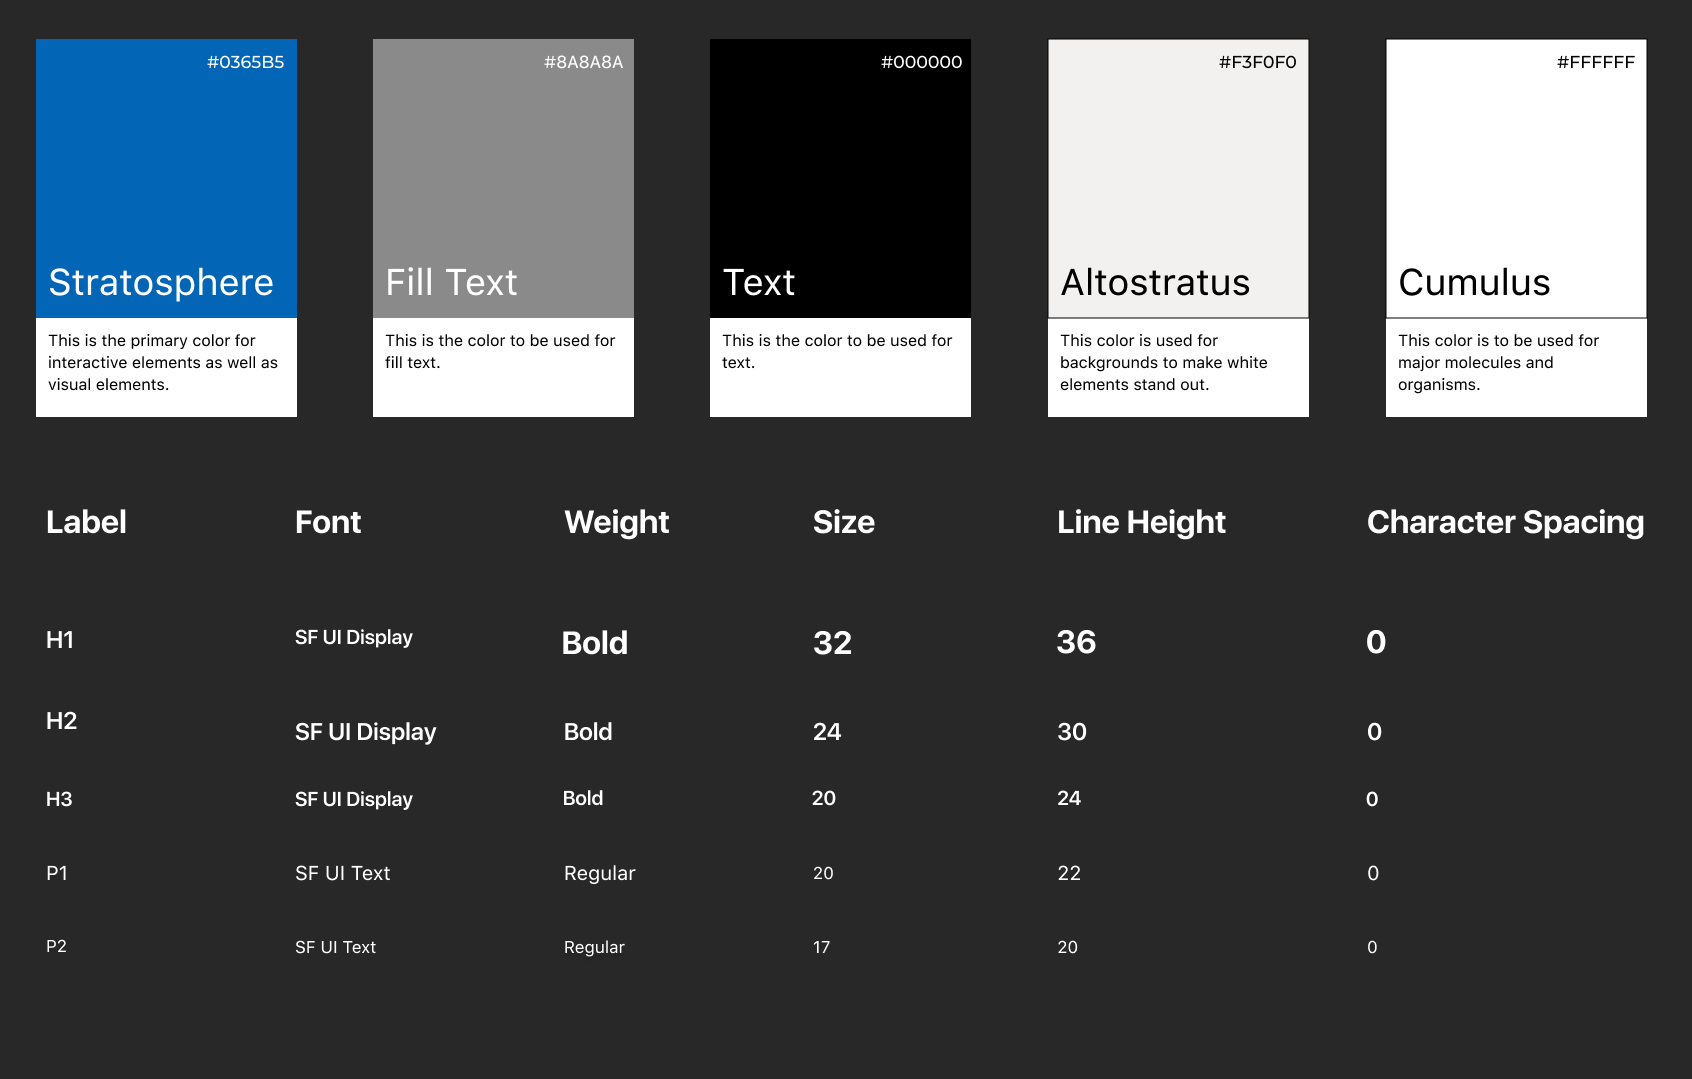 #0365B5
Stratosphere
This is the primary color for
interactive elements as well as
visual elements.
#8A8A8A
Fill Text
This is the color to be used for
fill text.
#000000
Text
This is the color to be used for
text.
#F3F0F0
Altostratus
This color is used for
backgrounds to make white
elements stand out.
#FFFFFF
Cumulus
This color is to be used for
major molecules and
organisms.
Label Font Weight Size Line Height Character Spacing
H1 SF UI Display Bold 32 36 0
H2 SF UI Display Bold 24 30 0
H3 SF UI Display Bold 20 24 0
P1 SF UI Text Regular 20 22 0
P2 SF UI Text Regular 17 20 0